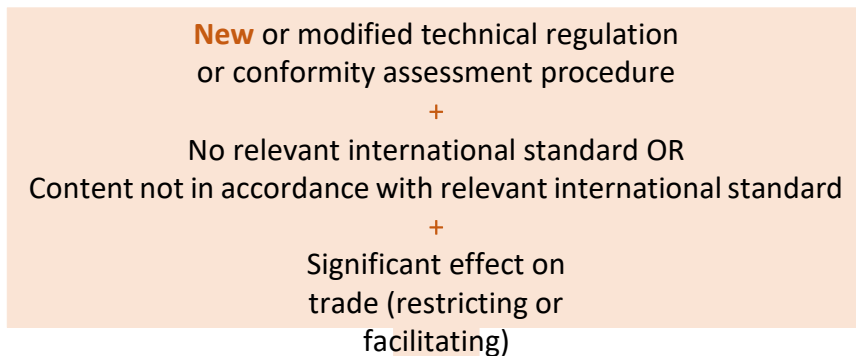 New or modified technical regulation
or conformity assessment procedure
+
No relevant international standard OR
Content not in accordance with relevant international standard
+
Significant effect on
trade (restricting or
facilitating)